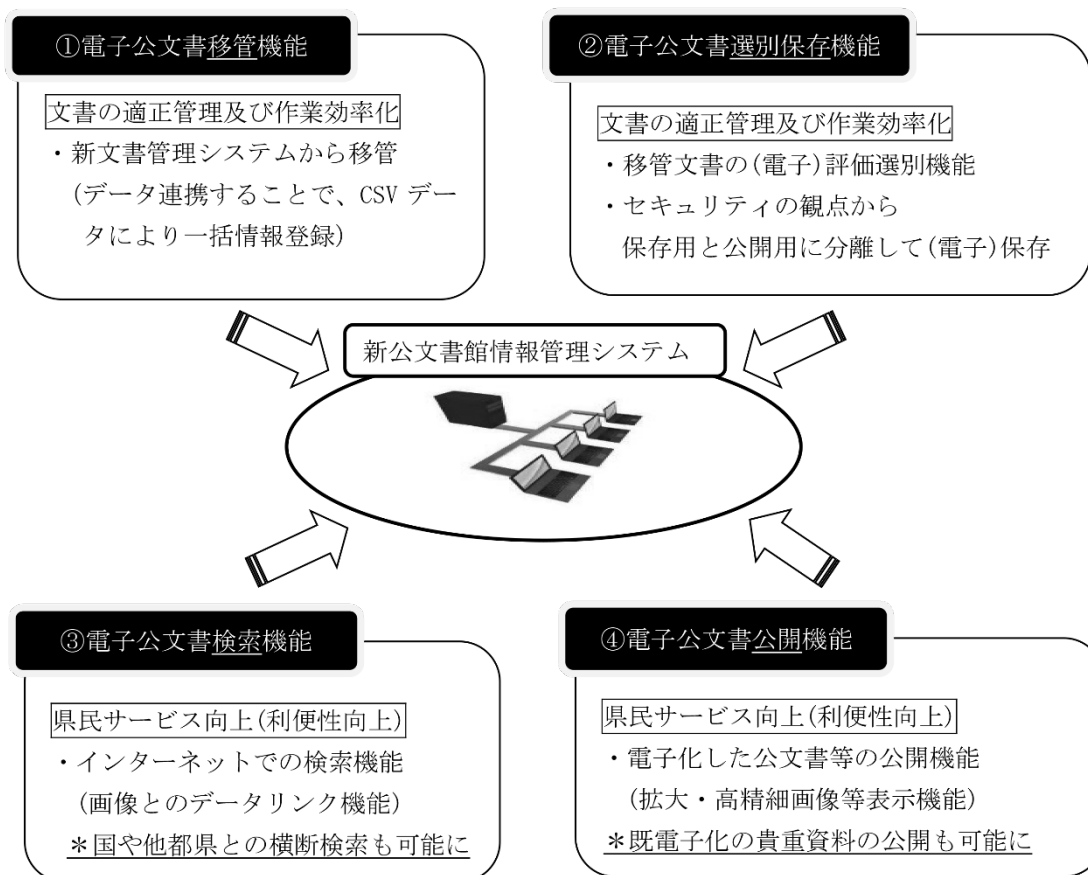 ①電子公文書移管機能
文書の適正管理及び作業効率化
・新文書管理システムから移管
(データ連携することで、CSV デー
タにより一括情報登録)
②電子公文書選別保存機能
文書の適正管理及び作業効率化
・移管文書の(電子)評価選別機能
・セキュリティの観点から
保存用と公開用に分離して(電子)保存
新公文書館情報管理システム
③電子公文書検索機能
県民サービス向上(利便性向上)
・インターネットでの検索機能
(画像とのデータリンク機能)
＊国や他都県との横断検索も可能に
④電子公文書公開機能
県民サービス向上(利便性向上)
・電子化した公文書等の公開機能
(拡大・高精細画像等表示機能)
＊既電子化の貴重資料の公開も可能に